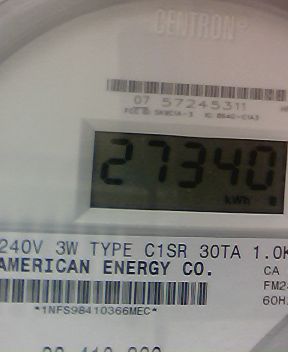 CENTRON®
07 57245311
27340
kWh
240V 3W TYPE C1SR 30TA 1.0K
AMERICAN ENERGY CO.
CA
FM2
*1NFS98410366MEC*
60H